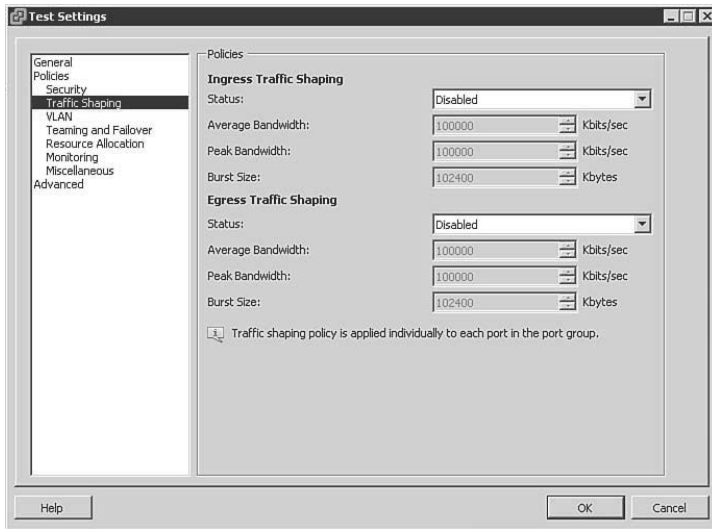 Test Settings
General
Policies
Security
Traffic Shaping
VLAN
Teaming and Failover
Resource Allocation
Monitoring
Miscellaneous
Advanced
Policies
Ingress Traffic Shaping
Status: Disabled
Average Bandwidth: 100000 Kbits/sec
Peak Bandwidth: 100000 Kbits/sec
Burst Size: 102400 Kbytes
Egress Traffic Shaping
Status: Disabled
Average Bandwidth: 100000 Kbits/sec
Peak Bandwidth: 100000 Kbits/sec
Burst Size: 102400 Kbytes
Traffic shaping policy is applied individually to each port in the port group.
Help OK Cancel